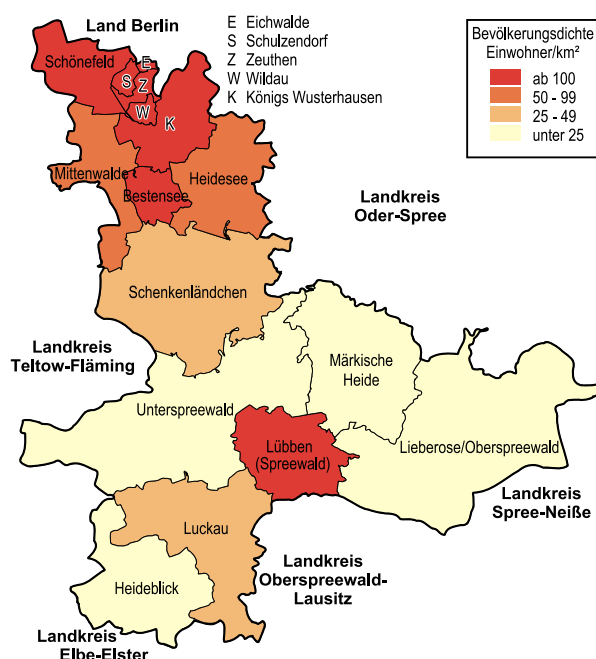 Land Berlin
E Eichwalde
S Schulzendorf
Z Zeuthen
W Wildau
K Königs Wusterhausen
Bevölkerungsdichte
Einwohner/km²
ab 100
50 - 99
25 - 49
unter 25
Schönefeld
E
S
Z
W
K
Mittenwalde
Heidesee
Bestensee
Landkreis
Oder-Spree
Schenkenländchen
Landkreis
Teltow-Fläming
Märkische
Heide
Unterspreewald
Lübben
(Spreewald)
Lieberose/Oberspreewald
Landkreis
Spree-Neiße
Luckau
Landkreis
Oberspreewald-
Lausitz
Heideblick
Landkreis
Elbe-Elster